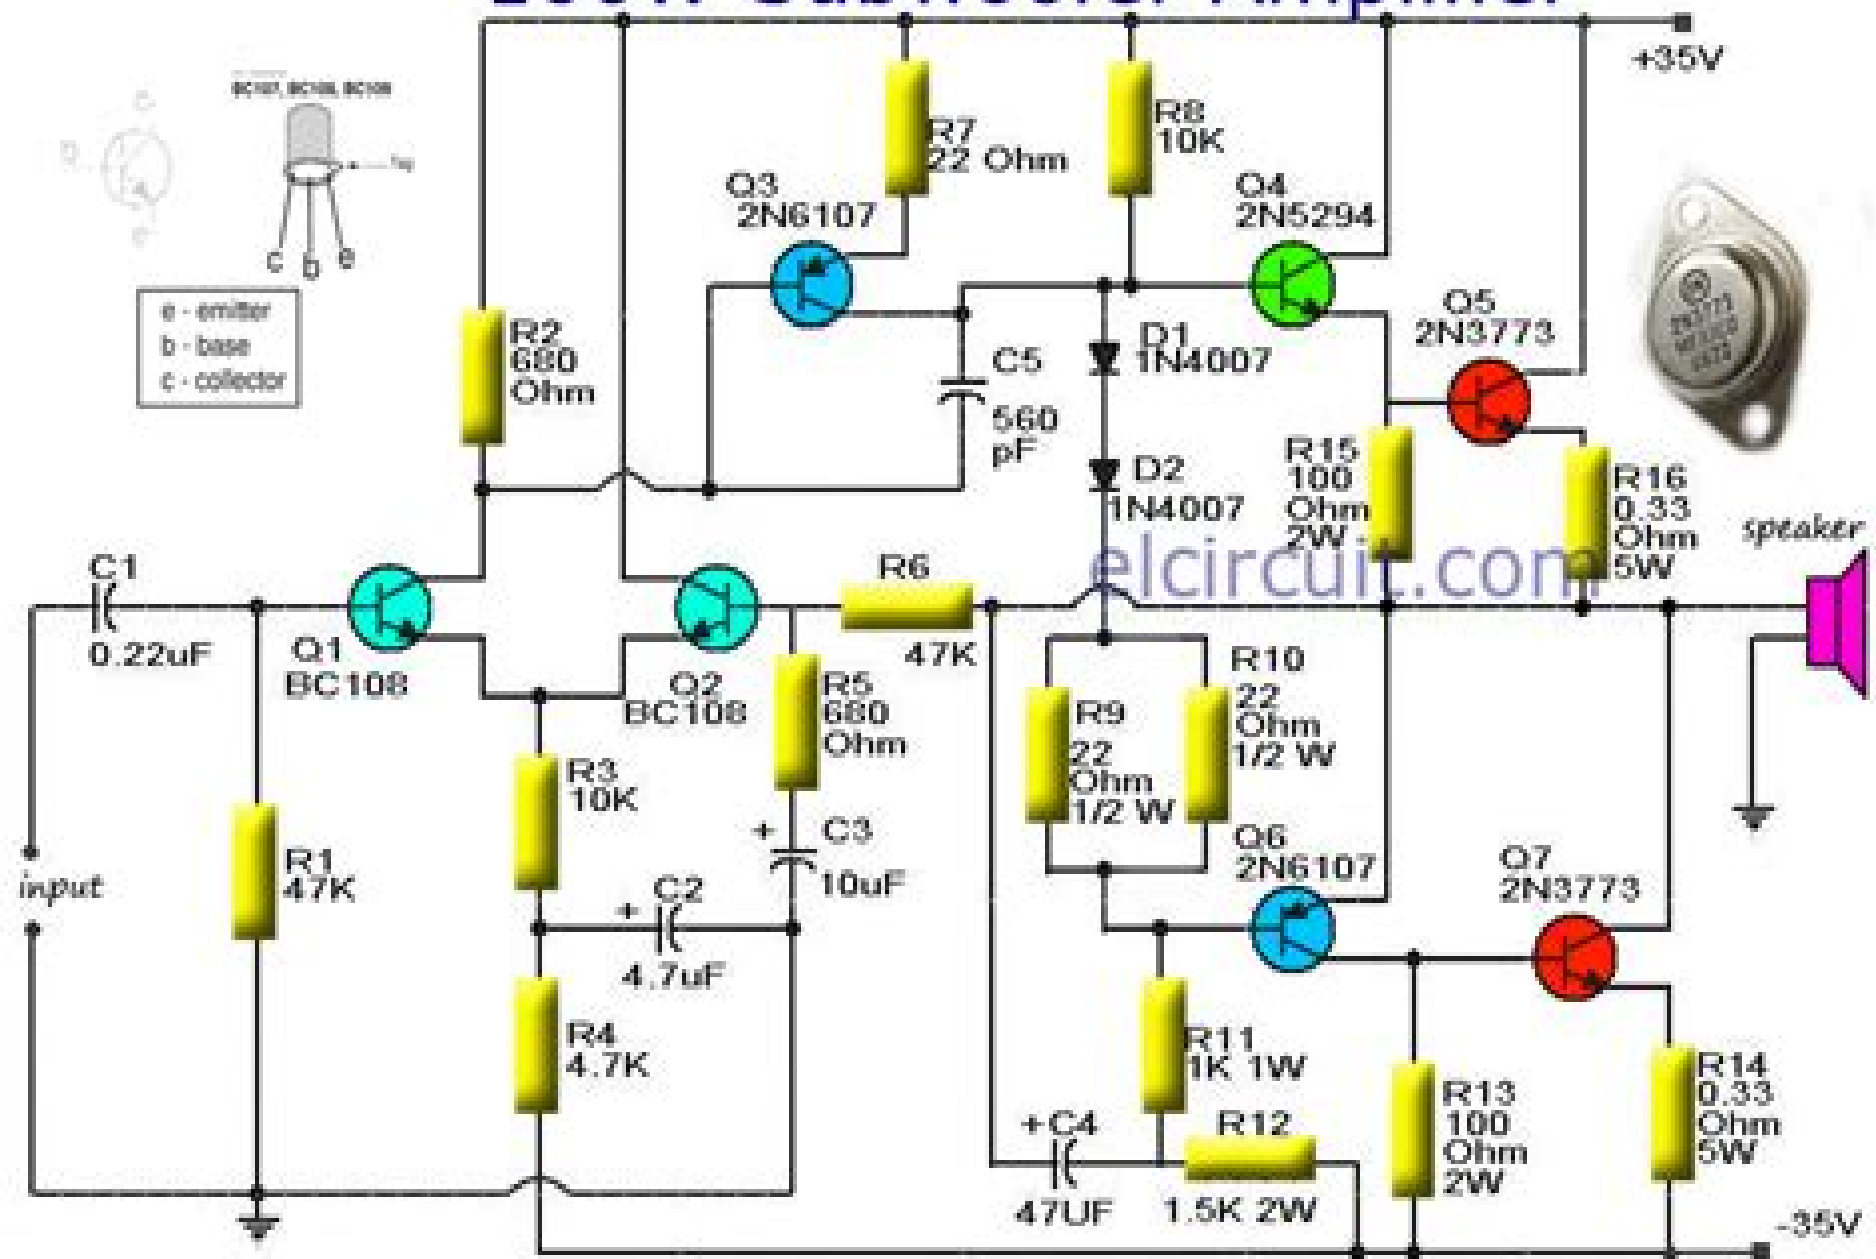 +35V
BC107, BC108, BC109
R7
22 Ohm
R8
10K
Q3
2N6107
Q4
2N5294
c
b
e
e - emitter
b - base
c - collector
R2
680
Ohm
Q5
2N3773
D1
1N4007
C5
560
pF
D2
1N4007
R15
100
Ohm
2W
R16
0.33
Ohm
5W
speaker
elcircuit.com
C1
0.22uF
Q1
BC108
Q2
BC108
R6
47K
R5
680
Ohm
R10
22
Ohm
1/2 W
R9
22
Ohm
1/2 W
R3
10K
+
C3
10uF
Q6
2N6107
Q7
2N3773
input
R1
47K
+
C2
4.7uF
R4
4.7K
R11
1K 1W
R12
1.5K 2W
+C4
47UF
R13
100
Ohm
2W
R14
0.33
Ohm
5W
-35V